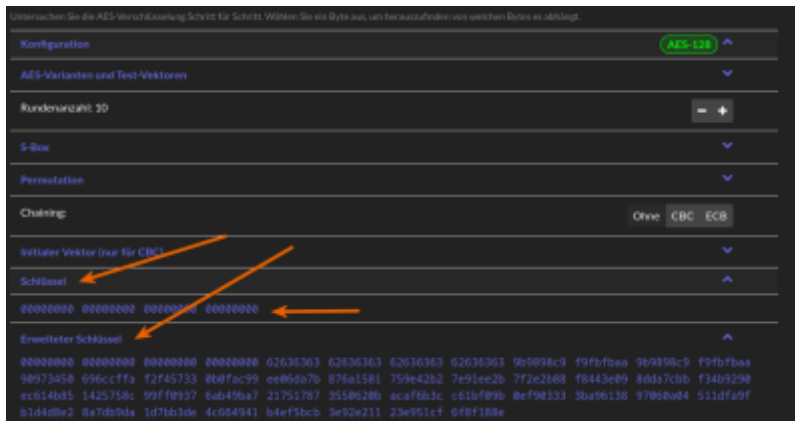 Untersuchen Sie die AES-Verschlüsselung Schritt für Schritt. Wählen Sie ein Byte aus, um herauszufinden von welchen Bytes es abhängt.
Konfiguration AES-128
AES-Varianten und Test-Vektoren
Rundenanzahl: 10 - +
S-Box
Permutation
Chaining: Ohne CBC ECB
Initialer Vektor (nur für CBC)
Schlüssel
00000000 00000000 00000000 00000000
Erweiteter Schlüssel
00000000 00000000 00000000 00000000 62636363 62636363 62636363 62636363 9b9898c9 f9fbfbaa 9b9898c9 f9fbfbaa
90973450 696ccffa f2f45733 0b0fac99 ee06da7b 876a1581 759e42b2 7e91ee2b 7f2e2b88 f8443e09 8dda7cbb f34b9290
ec614b85 1425758c 99ff0937 6ab49ba7 21751787 3550620b acaf6b3c c61bf09b 0ef90333 3ba96138 97060a04 511dfa9f
b1d4d8e2 8a7db9da 1d7bb3de 4c664941 b4ef5bcb 3e92e211 23e951cf 6f8f188e